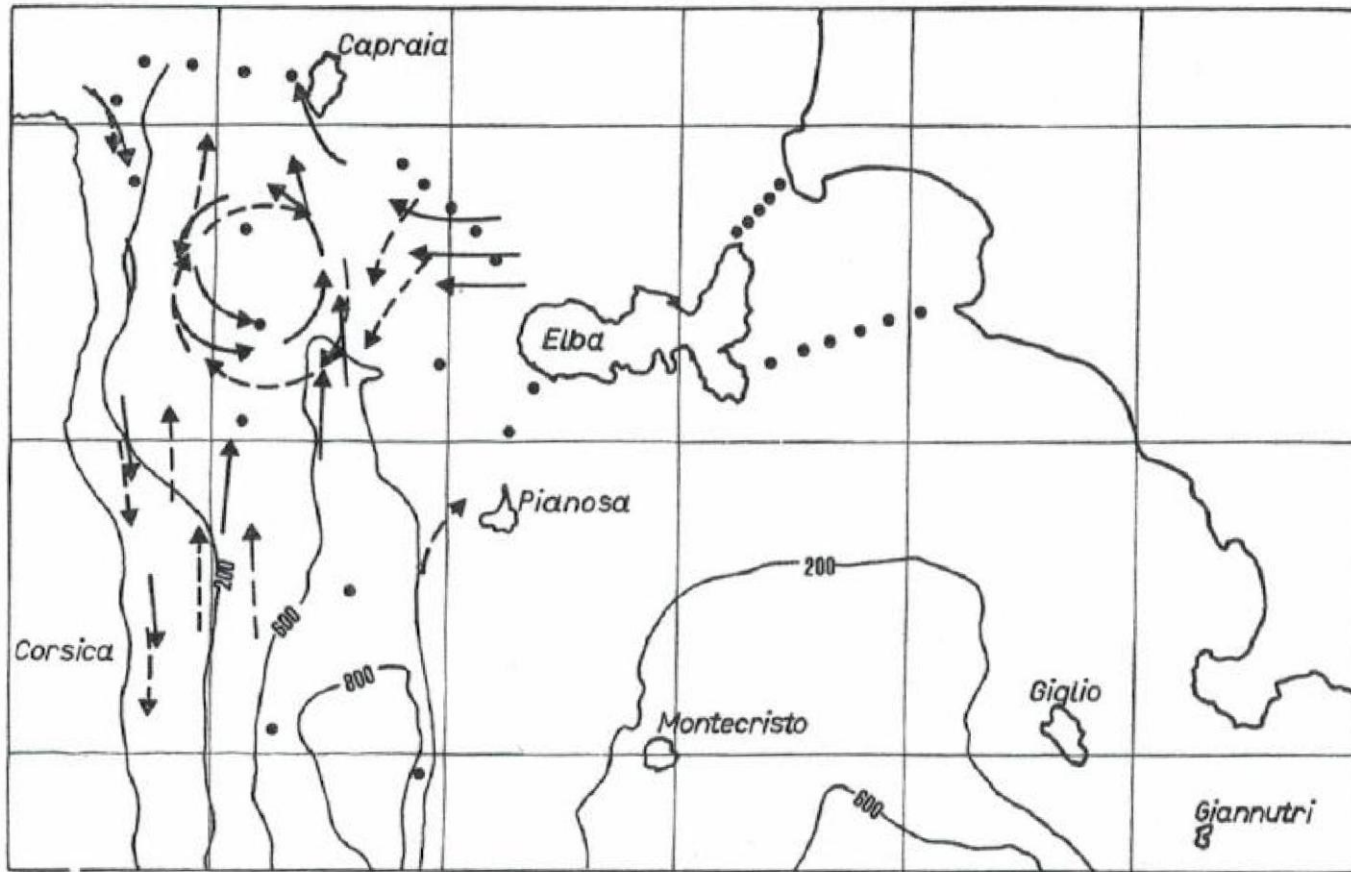 Capraia
Elba
Pianosa
200
200
600
Corsica
800
Giglio
Montecristo
600
Giannutri